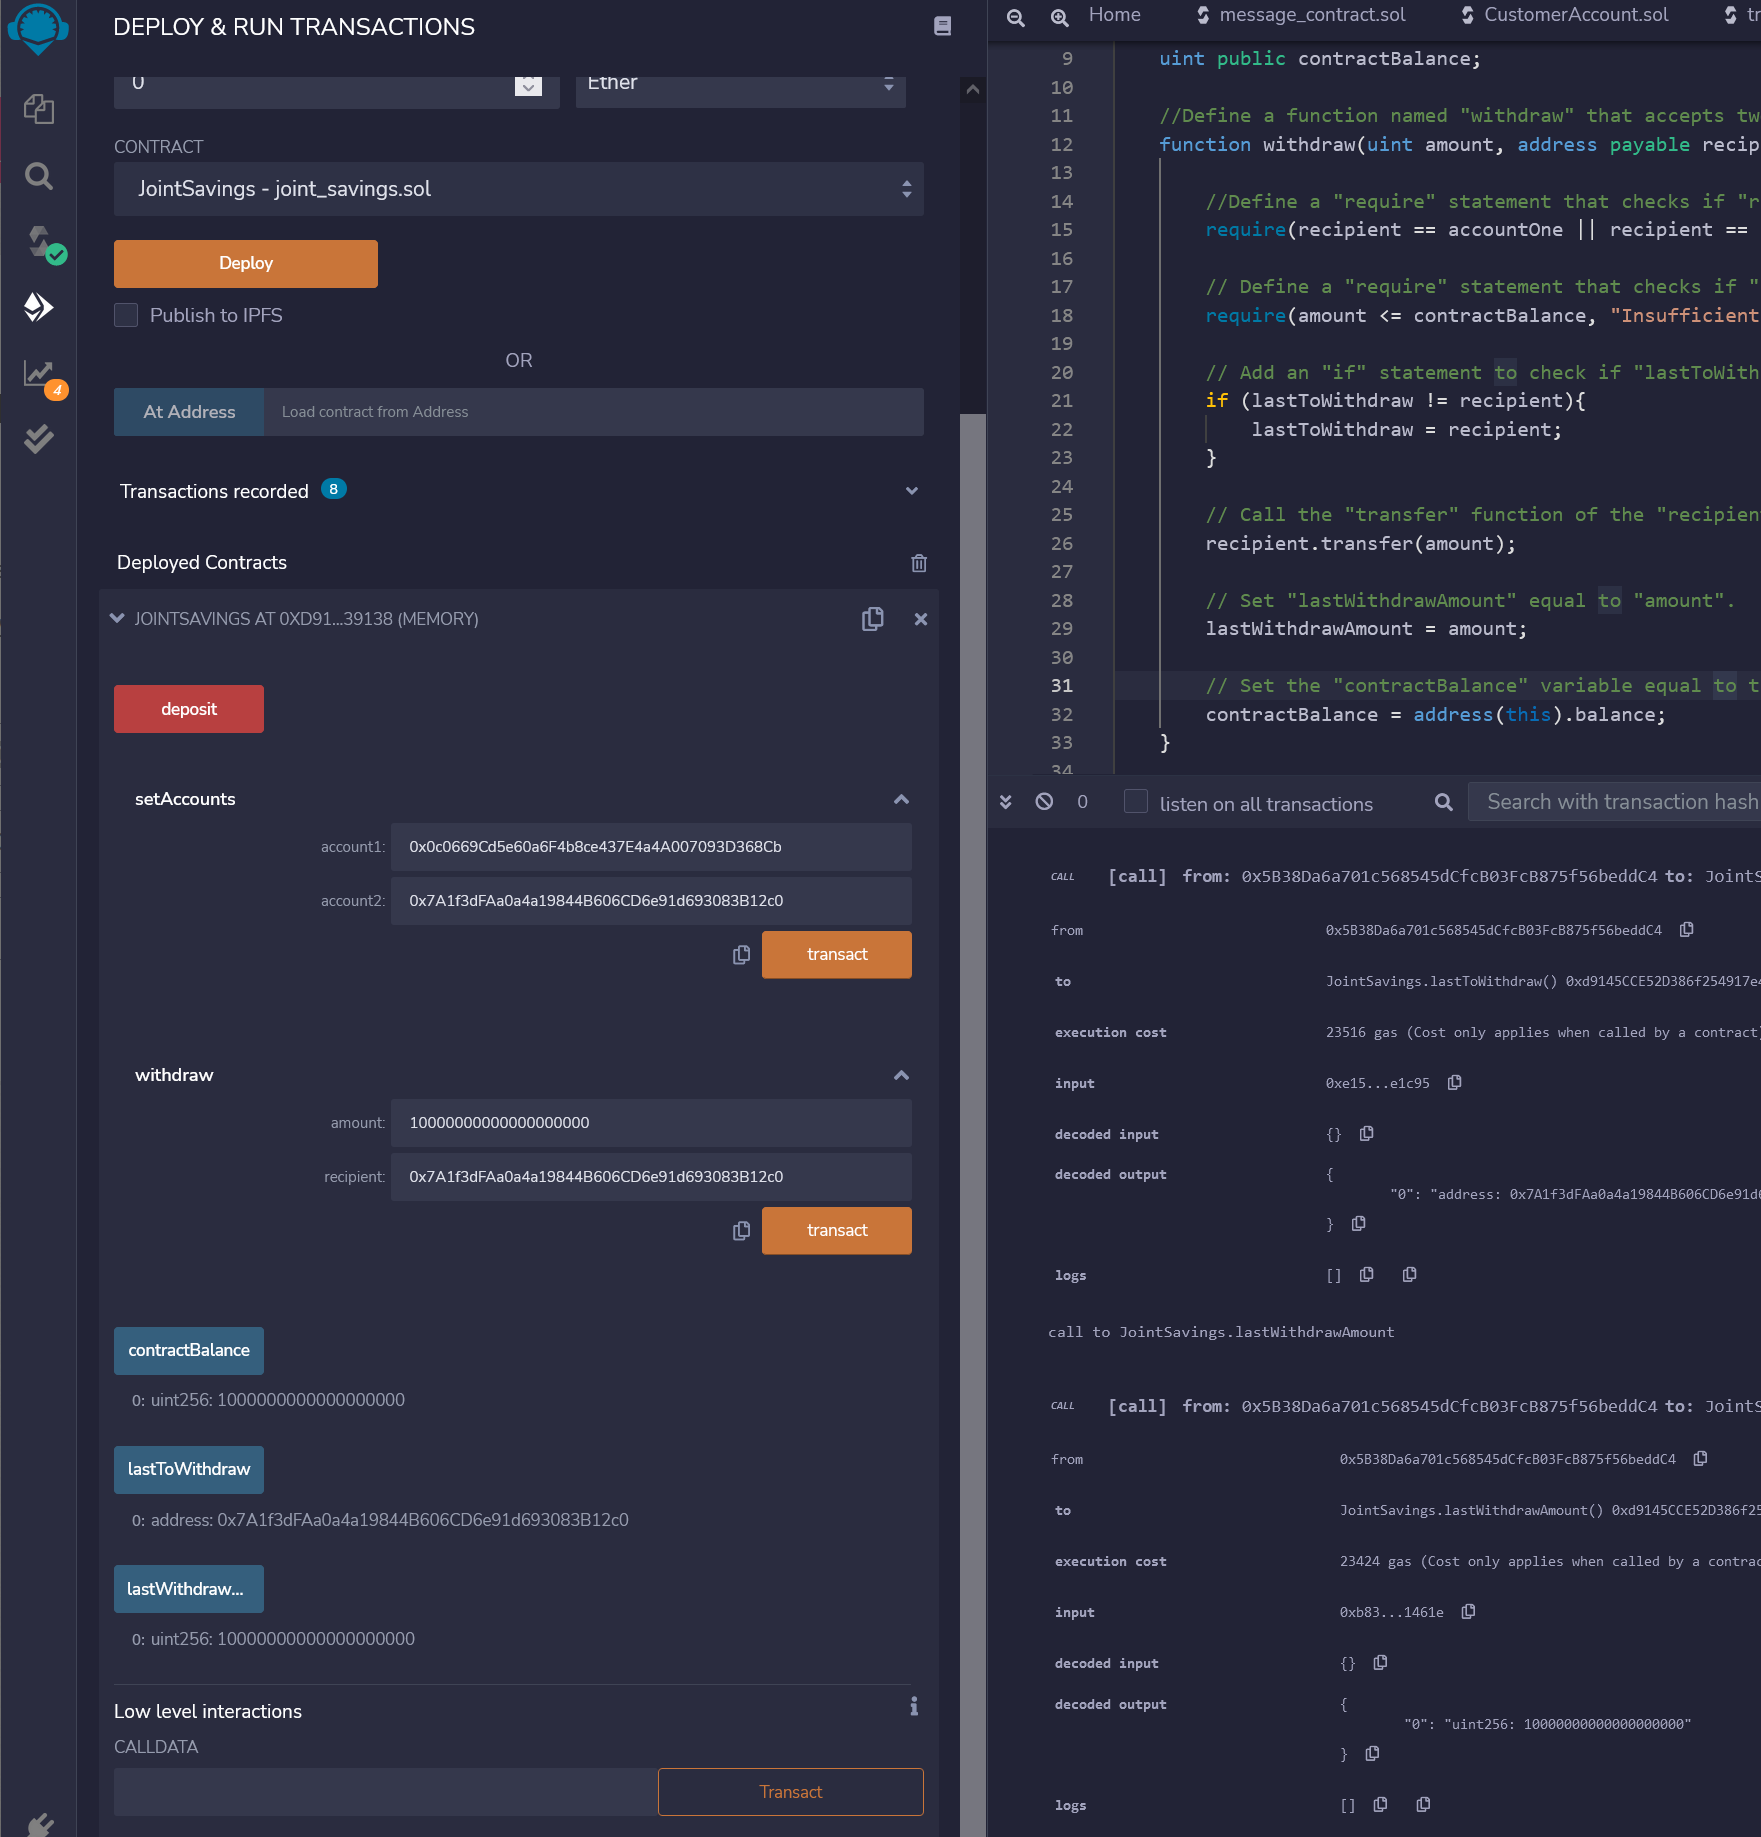 DEPLOY & RUN TRANSACTIONS
0
Ether
CONTRACT
JointSavings - joint_savings.sol
Deploy
Publish to IPFS
OR
At Address
Load contract from Address
Transactions recorded 8
Deployed Contracts
JOINTSAVINGS AT 0XD91...39138 (MEMORY)
deposit
setAccounts
account1: 0x0c0669Cd5e60a6F4b8ce437E4a4A007093D368Cb
account2: 0x7A1f3dFAa0a4a19844B606CD6e91d693083B12c0
transact
withdraw
amount: 10000000000000000000
recipient: 0x7A1f3dFAa0a4a19844B606CD6e91d693083B12c0
transact
contractBalance
0: uint256: 1000000000000000000
lastToWithdraw
0: address: 0x7A1f3dFAa0a4a19844B606CD6e91d693083B12c0
lastWithdraw...
0: uint256: 10000000000000000000
Low level interactions
i
CALLDATA
Transact
4
Home
message_contract.sol
CustomerAccount.sol
tr
9 uint public contractBalance;
10
11 //Define a function named "withdraw" that accepts tw
12 function withdraw(uint amount, address payable recip
13
14 //Define a "require" statement that checks if "r
15 require(recipient == accountOne || recipient ==
16
17 // Define a "require" statement that checks if "
18 require(amount <= contractBalance, "Insufficient
19
20 // Add an "if" statement to check if "lastToWith
21 if (lastToWithdraw != recipient){
22 lastToWithdraw = recipient;
23 }
24
25 // Call the "transfer" function of the "recipien
26 recipient.transfer(amount);
27
28 // Set "lastWithdrawAmount" equal to "amount".
29 lastWithdrawAmount = amount;
30
31 // Set the "contractBalance" variable equal to t
32 contractBalance = address(this).balance;
33 }
34
0
listen on all transactions
Search with transaction hash
CALL [call] from: 0x5B38Da6a701c568545dCfcB03FcB875f56beddC4 to: JointS
from 0x5B38Da6a701c568545dCfcB03FcB875f56beddC4
to JointSavings.lastToWithdraw() 0xd9145CCE52D386f254917e4
execution cost 23516 gas (Cost only applies when called by a contract)
input 0xe15...e1c95
decoded input {}
decoded output {
"0": "address: 0x7A1f3dFAa0a4a19844B606CD6e91d6
}
logs []
call to JointSavings.lastWithdrawAmount
CALL [call] from: 0x5B38Da6a701c568545dCfcB03FcB875f56beddC4 to: JointS
from 0x5B38Da6a701c568545dCfcB03FcB875f56beddC4
to JointSavings.lastWithdrawAmount() 0xd9145CCE52D386f25
execution cost 23424 gas (Cost only applies when called by a contrac
input 0xb83...1461e
decoded input {}
decoded output {
"0": "uint256: 10000000000000000000"
}
logs []